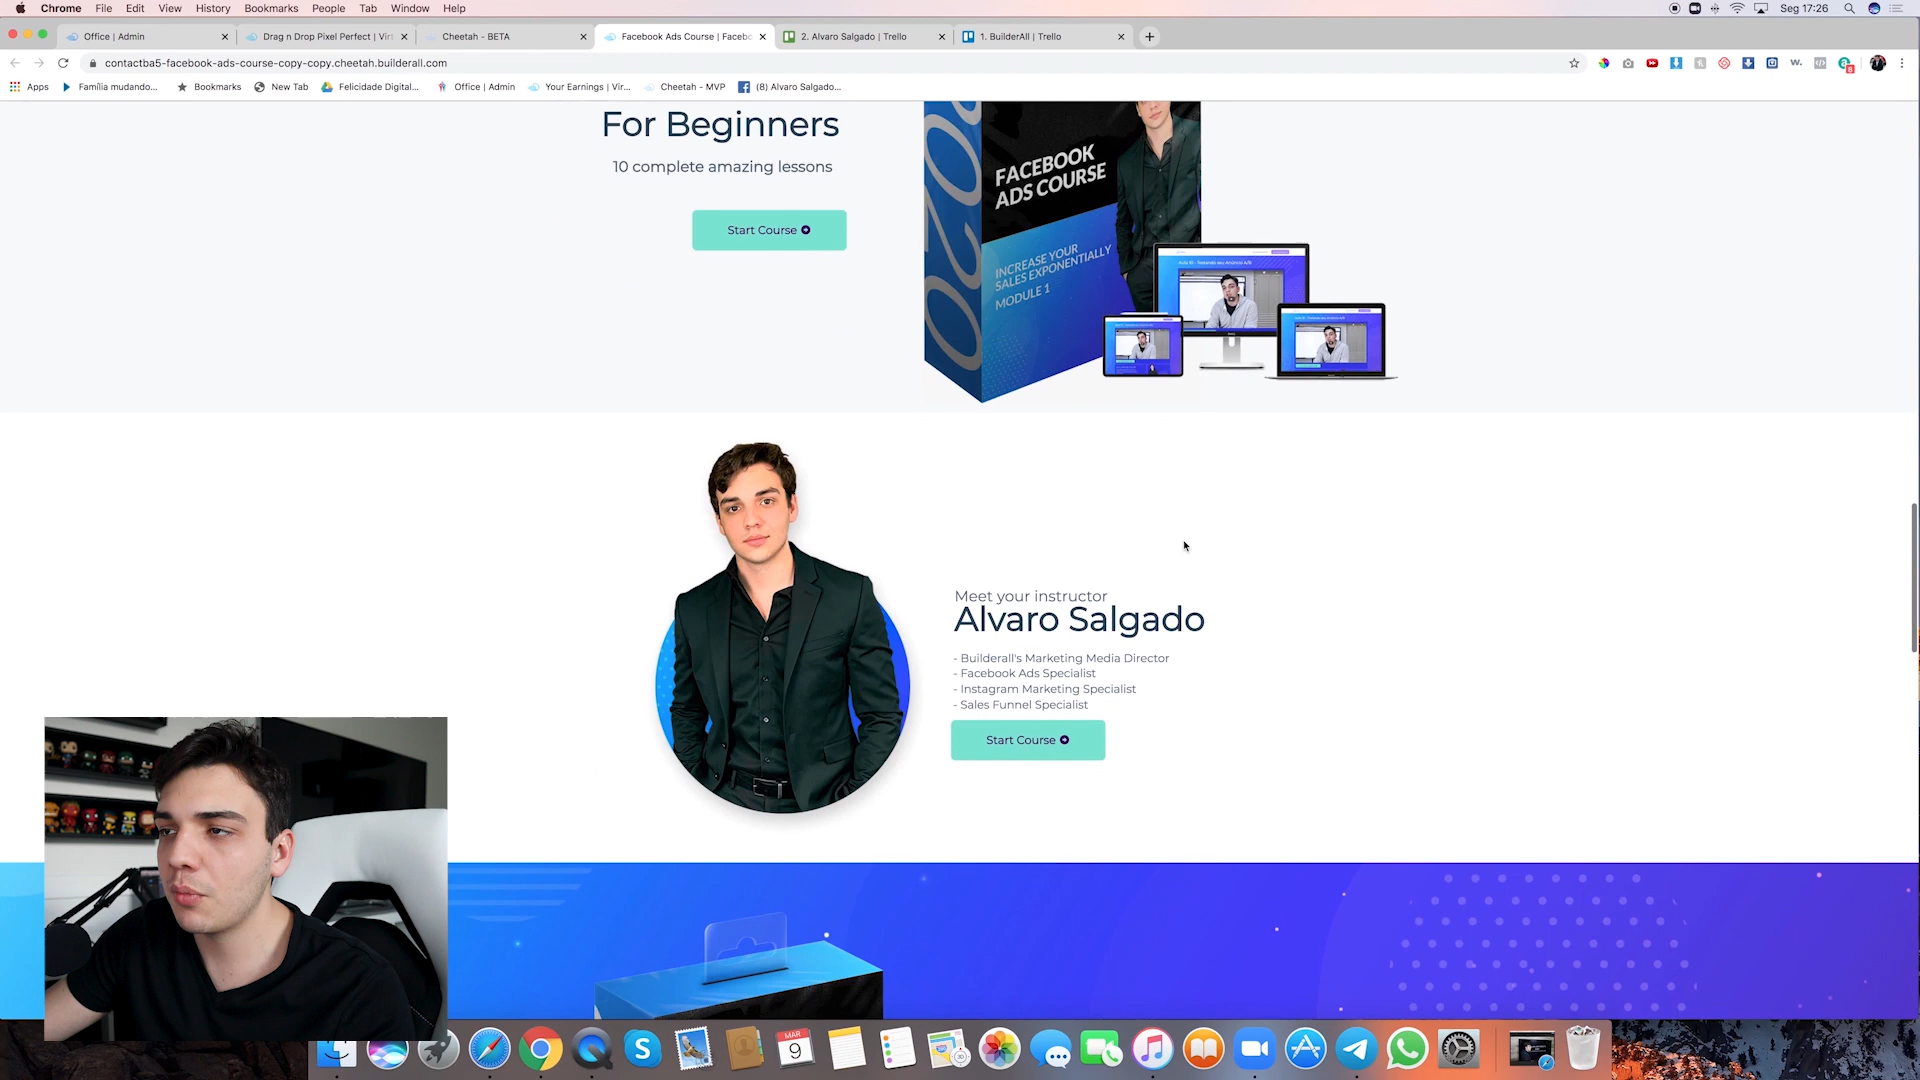 Chrome File Edit View History Bookmarks People Tab Window Help
Seg 17:26
Office | Admin
Drag n Drop Pixel Perfect | Virt
Cheetah - BETA
Facebook Ads Course | Facebo
2. Alvaro Salgado | Trello
1. BuilderAll | Trello
contactba5-facebook-ads-course-copy-copy.cheetah.builderall.com
Apps
Família mudando...
Bookmarks
New Tab
Felicidade Digital...
Office | Admin
Your Earnings | Vir...
Cheetah - MVP
(8) Alvaro Salgado...
For Beginners
10 complete amazing lessons
Start Course
2020
FACEBOOK
ADS COURSE
INCREASE YOUR
SALES EXPONENTIALLY
MODULE 1
Meet your instructor
Alvaro Salgado
- Builderall's Marketing Media Director
- Facebook Ads Specialist
- Instagram Marketing Specialist
- Sales Funnel Specialist
Start Course
MAR
9